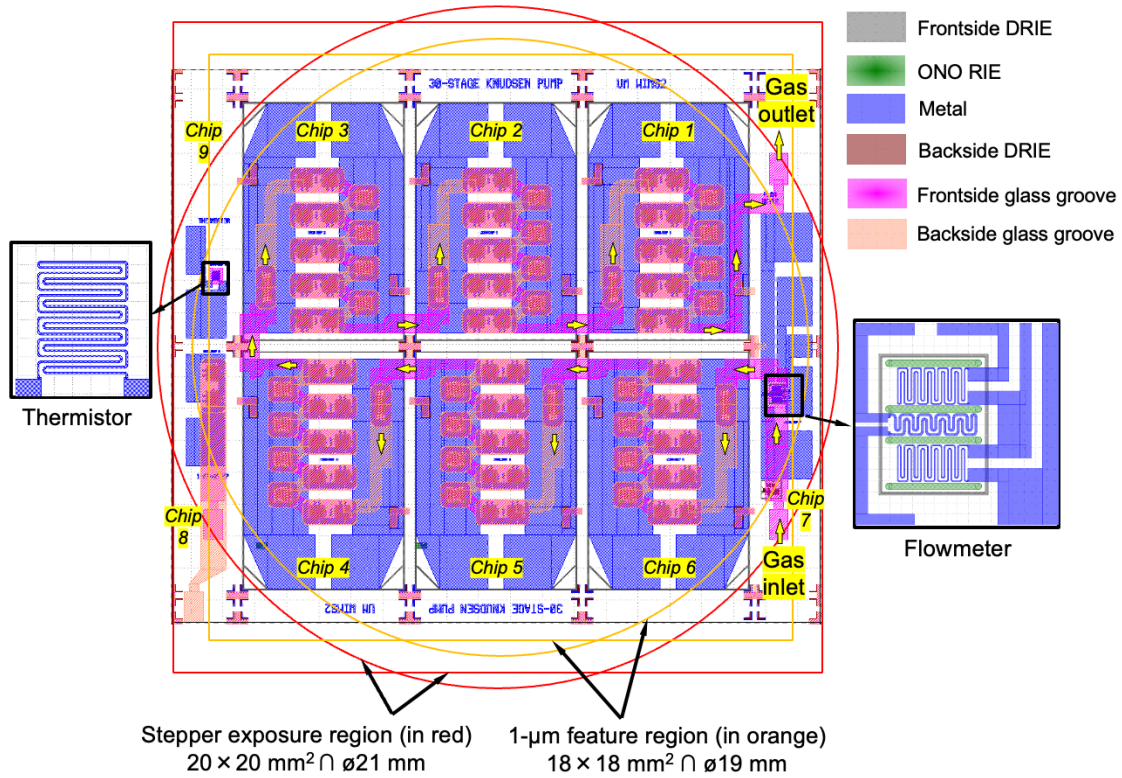 30-STAGE KNUDSEN PUMP UM WIMS2
Gas
outlet
Chip
9
Chip 3
Chip 2
Chip 1
Frontside DRIE
ONO RIE
Metal
Backside DRIE
Frontside glass groove
Backside glass groove
THERMISTOR
Thermistor
Flowmeter
Chip
8
Chip
7
Chip 4
Chip 5
Chip 6
Gas
inlet
UM WIMS2
30-STAGE KNUDSEN PUMP
Stepper exposure region (in red)
20 × 20 mm² ∩ ø21 mm
1-µm feature region (in orange)
18 × 18 mm² ∩ ø19 mm